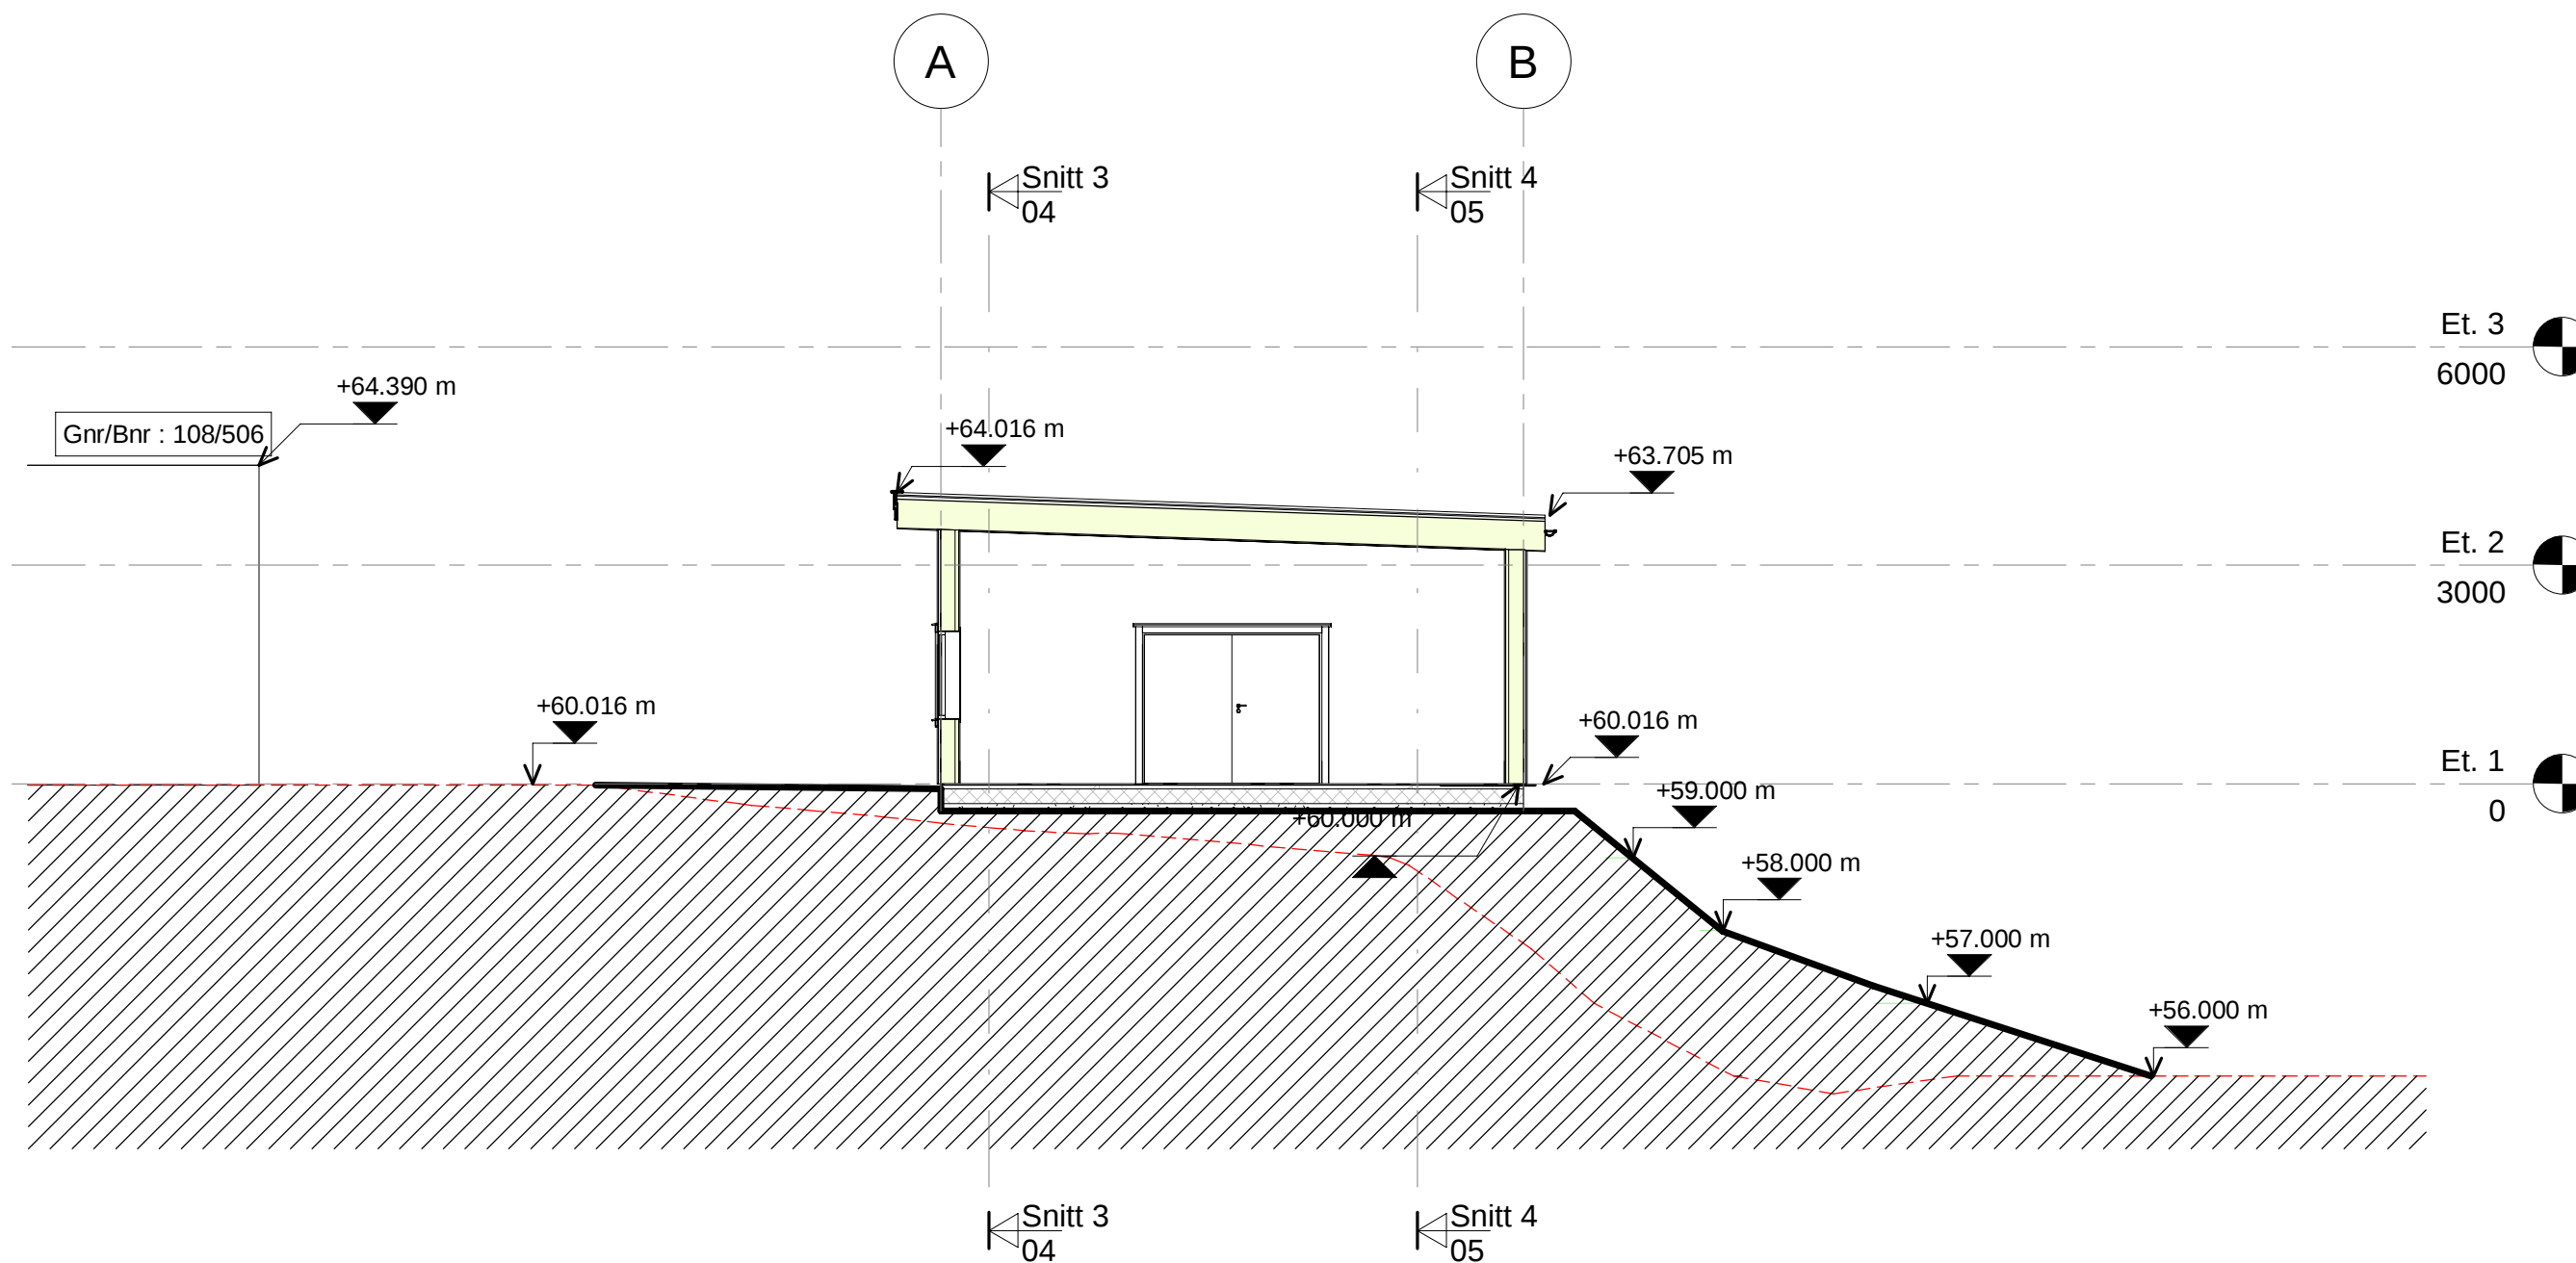 A
B
Snitt 3
04
Snitt 4
05
Et. 3
6000
+64.390 m
Gnr/Bnr : 108/506
+64.016 m
+63.705 m
Et. 2
3000
+60.016 m
+60.016 m
Et. 1
0
+59.000 m
+60.000 m
+58.000 m
+57.000 m
+56.000 m
Snitt 3
04
Snitt 4
05